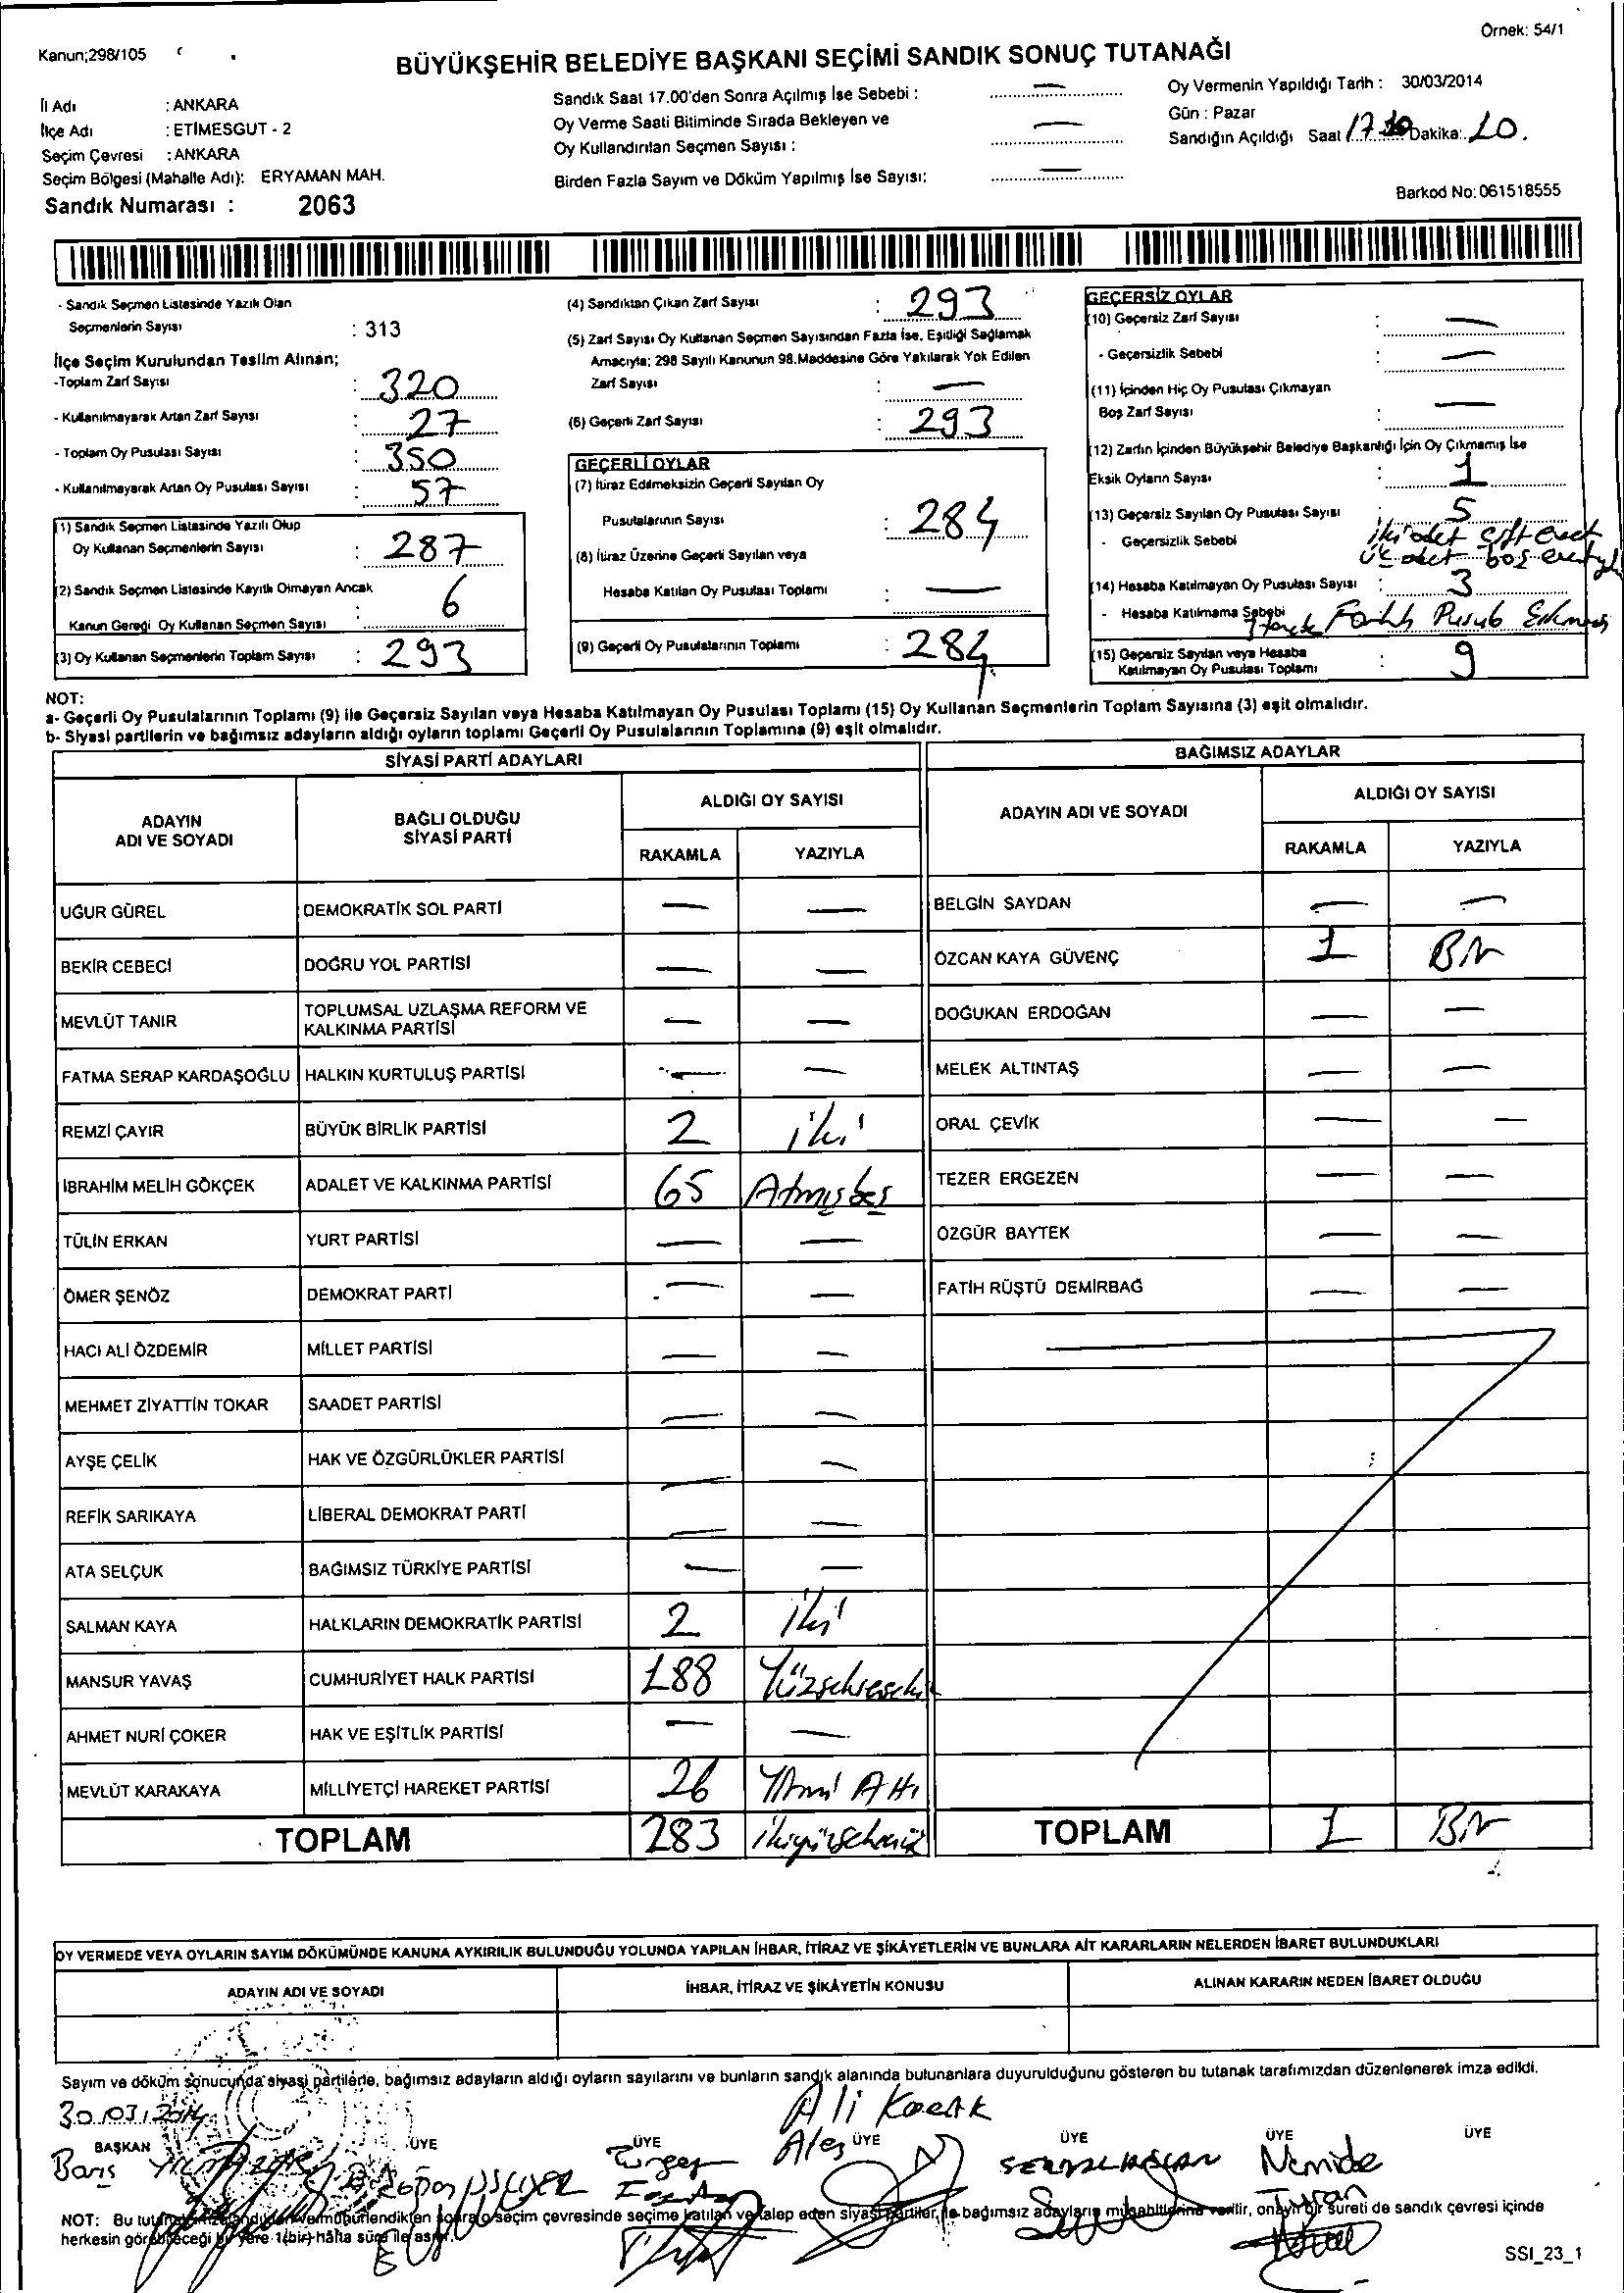 Örnek: 54/1
Kanun;298/105
BÜYÜKŞEHİR BELEDİYE BAŞKANI SEÇİMİ SANDIK SONUÇ TUTANAĞI
İl Adı : ANKARA
İlçe Adı : ETİMESGUT - 2
Seçim Çevresi : ANKARA
Seçim Bölgesi (Mahalle Adı): ERYAMAN MAH.
Sandık Numarası : 2063
Sandık Saat 17.00'den Sonra Açılmış İse Sebebi : —
Oy Verme Saati Bitiminde Sırada Bekleyen ve
Oy Kullandırılan Seçmen Sayısı : —
Birden Fazla Sayım ve Döküm Yapılmış İse Sayısı: —
Oy Vermenin Yapıldığı Tarih : 30/03/2014
Gün : Pazar
Sandığın Açıldığı Saat 17 Dakika: 10.
Barkod No: 061518555
- Sandık Seçmen Listesinde Yazılı Olan
Seçmenlerin Sayısı : 313
İlçe Seçim Kurulundan Teslim Alınan;
-Toplam Zarf Sayısı : 320
- Kullanılmayarak Artan Zarf Sayısı : 27
- Toplam Oy Pusulası Sayısı : 350
- Kullanılmayarak Artan Oy Pusulası Sayısı : 57
(1) Sandık Seçmen Listesinde Yazılı Olup
Oy Kullanan Seçmenlerin Sayısı : 287
(2) Sandık Seçmen Listesinde Kayıtlı Olmayan Ancak
Kanun Gereği Oy Kullanan Seçmen Sayısı : 6
(3) Oy Kullanan Seçmenlerin Toplam Sayısı : 293
(4) Sandıktan Çıkan Zarf Sayısı : 293
(5) Zarf Sayısı Oy Kullanan Seçmen Sayısından Fazla İse, Eşitliği Sağlamak
Amacıyla; 298 Sayılı Kanunun 98.Maddesine Göre Yakılarak Yok Edilen
Zarf Sayısı : —
(6) Geçerli Zarf Sayısı : 293
GEÇERLİ OYLAR
(7) İtiraz Edilmeksizin Geçerli Sayılan Oy
Pusulalarının Sayısı : 284
(8) İtiraz Üzerine Geçerli Sayılan veya
Hesaba Katılan Oy Pusulası Toplamı : —
(9) Geçerli Oy Pusulalarının Toplamı : 284
GEÇERSİZ OYLAR
(10) Geçersiz Zarf Sayısı : —
- Geçersizlik Sebebi —
(11) İçinden Hiç Oy Pusulası Çıkmayan
Boş Zarf Sayısı : —
(12) Zarfın İçinden Büyükşehir Belediye Başkanlığı İçin Oy Çıkmamış İse
Eksik Oyların Sayısı : 1
(13) Geçersiz Sayılan Oy Pusulası Sayısı : 5
- Geçersizlik Sebebi iki adet çift evet
üç adet boş
(14) Hesaba Katılmayan Oy Pusulası Sayısı : 3
- Hesaba Katılmama Sebebi
(15) Geçersiz Sayılan veya Hesaba
Katılmayan Oy Pusulası Toplamı : 9
NOT:
a- Geçerli Oy Pusulalarının Toplamı (9) ile Geçersiz Sayılan veya Hesaba Katılmayan Oy Pusulası Toplamı (15) Oy Kullanan Seçmenlerin Toplam Sayısına (3) eşit olmalıdır.
b- Siyasi partilerin ve bağımsız adayların aldığı oyların toplamı Geçerli Oy Pusulalarının Toplamına (9) eşit olmalıdır.
SİYASİ PARTİ ADAYLARI
ADAYIN ADI VE SOYADI BAĞLI OLDUĞU SİYASİ PARTİ ALDIĞI OY SAYISI
RAKAMLA YAZIYLA
UĞUR GÜREL DEMOKRATİK SOL PARTİ — —
BEKİR CEBECİ DOĞRU YOL PARTİSİ — —
MEVLÜT TANIR TOPLUMSAL UZLAŞMA REFORM VE KALKINMA PARTİSİ — —
FATMA SERAP KARDAŞOĞLU HALKIN KURTULUŞ PARTİSİ — —
REMZİ ÇAYIR BÜYÜK BİRLİK PARTİSİ 2 iki
İBRAHİM MELİH GÖKÇEK ADALET VE KALKINMA PARTİSİ 65 Atmışbeş
TÜLİN ERKAN YURT PARTİSİ — —
ÖMER ŞENÖZ DEMOKRAT PARTİ — —
HACI ALİ ÖZDEMİR MİLLET PARTİSİ — —
MEHMET ZİYATTİN TOKAR SAADET PARTİSİ — —
AYŞE ÇELİK HAK VE ÖZGÜRLÜKLER PARTİSİ — —
REFİK SARIKAYA LİBERAL DEMOKRAT PARTİ — —
ATA SELÇUK BAĞIMSIZ TÜRKİYE PARTİSİ — —
SALMAN KAYA HALKLARIN DEMOKRATİK PARTİSİ 2 iki
MANSUR YAVAŞ CUMHURİYET HALK PARTİSİ 188 Yüzseksesekiz
AHMET NURİ ÇOKER HAK VE EŞİTLİK PARTİSİ — —
MEVLÜT KARAKAYA MİLLİYETÇİ HAREKET PARTİSİ 26 Yirmi Altı
TOPLAM 283
BAĞIMSIZ ADAYLAR
ADAYIN ADI VE SOYADI ALDIĞI OY SAYISI
RAKAMLA YAZIYLA
BELGİN SAYDAN — —
ÖZCAN KAYA GÜVENÇ 1 Bir
DOĞUKAN ERDOĞAN — —
MELEK ALTINTAŞ — —
ORAL ÇEVİK — —
TEZER ERGEZEN — —
ÖZGÜR BAYTEK — —
FATİH RÜŞTÜ DEMİRBAĞ — —
TOPLAM 1 Bir
OY VERMEDE VEYA OYLARIN SAYIM DÖKÜMÜNDE KANUNA AYKIRILIK BULUNDUĞU YOLUNDA YAPILAN İHBAR, İTİRAZ VE ŞİKÂYETLERİN VE BUNLARA AİT KARARLARIN NELERDEN İBARET BULUNDUKLARI
ADAYIN ADI VE SOYADI İHBAR, İTİRAZ VE ŞİKÂYETİN KONUSU ALINAN KARARIN NEDEN İBARET OLDUĞU
Sayım ve döküm sonucunda siyasi partilerle, bağımsız adayların aldığı oyların sayılarını ve bunların sandık alanında bulunanlara duyurulduğunu gösteren bu tutanak tarafımızdan düzenlenerek imza edildi.
30/03/2014
Ali
BAŞKAN ÜYE ÜYE ÜYE ÜYE ÜYE ÜYE
Barış
NOT: Bu seçim çevresinde seçime katılan ve talep eden siyasi partiler ile bağımsız adayların müşahitlerine verilir, onaylı bir sureti de sandık çevresi içinde
herkesin görebileceği bir yere 1(bir) hafta süre ile asılır.
SSI_23_1